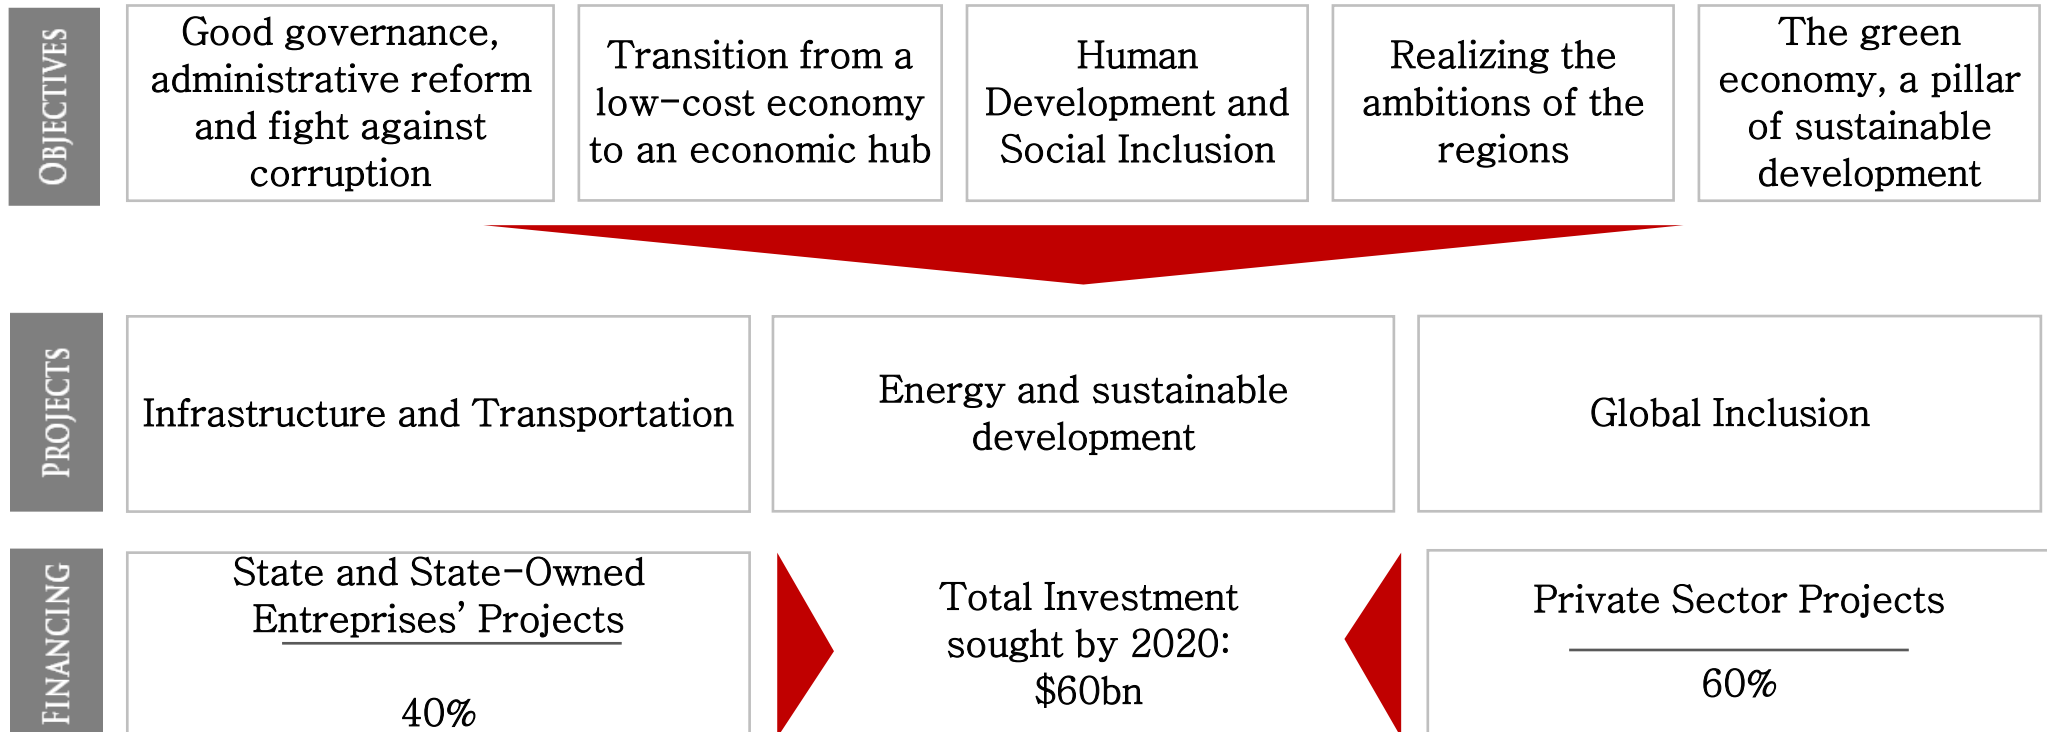 OBJECTIVES
Good governance,
administrative reform
and fight against
corruption
Transition from a
low-cost economy
to an economic hub
Human
Development and
Social Inclusion
Realizing the
ambitions of the
regions
The green
economy, a pillar
of sustainable
development
PROJECTS
Infrastructure and Transportation
Energy and sustainable
development
Global Inclusion
FINANCING
State and State-Owned
Entreprises’ Projects
40%
Total Investment
sought by 2020:
$60bn
Private Sector Projects
60%